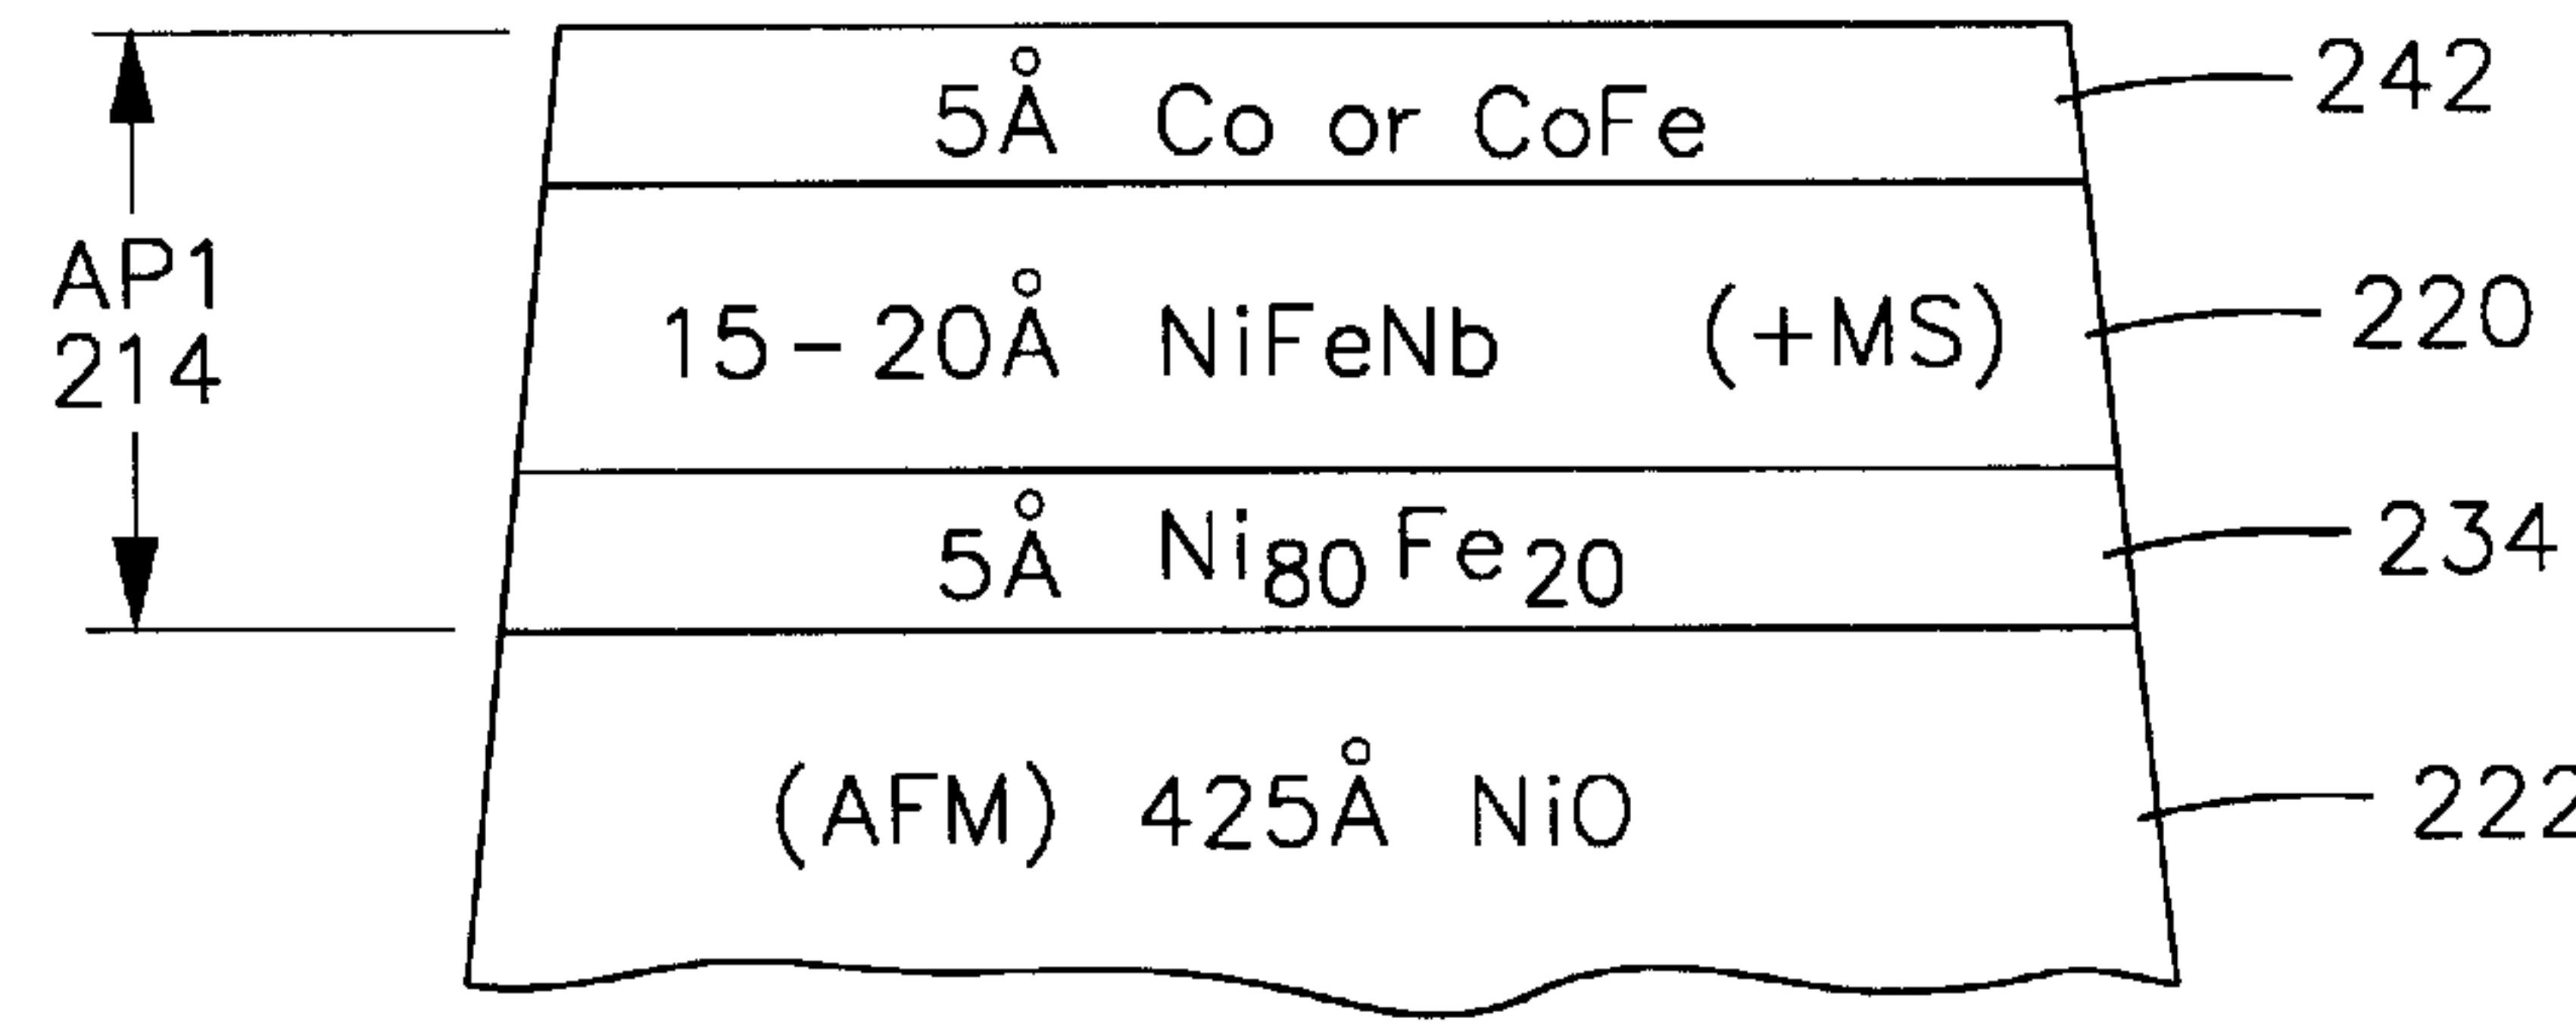 5Å Co or CoFe
242
AP1
214
15-20Å NiFeNb (+MS)
220
5Å Ni₈₀Fe₂₀
234
(AFM) 425Å NiO
222